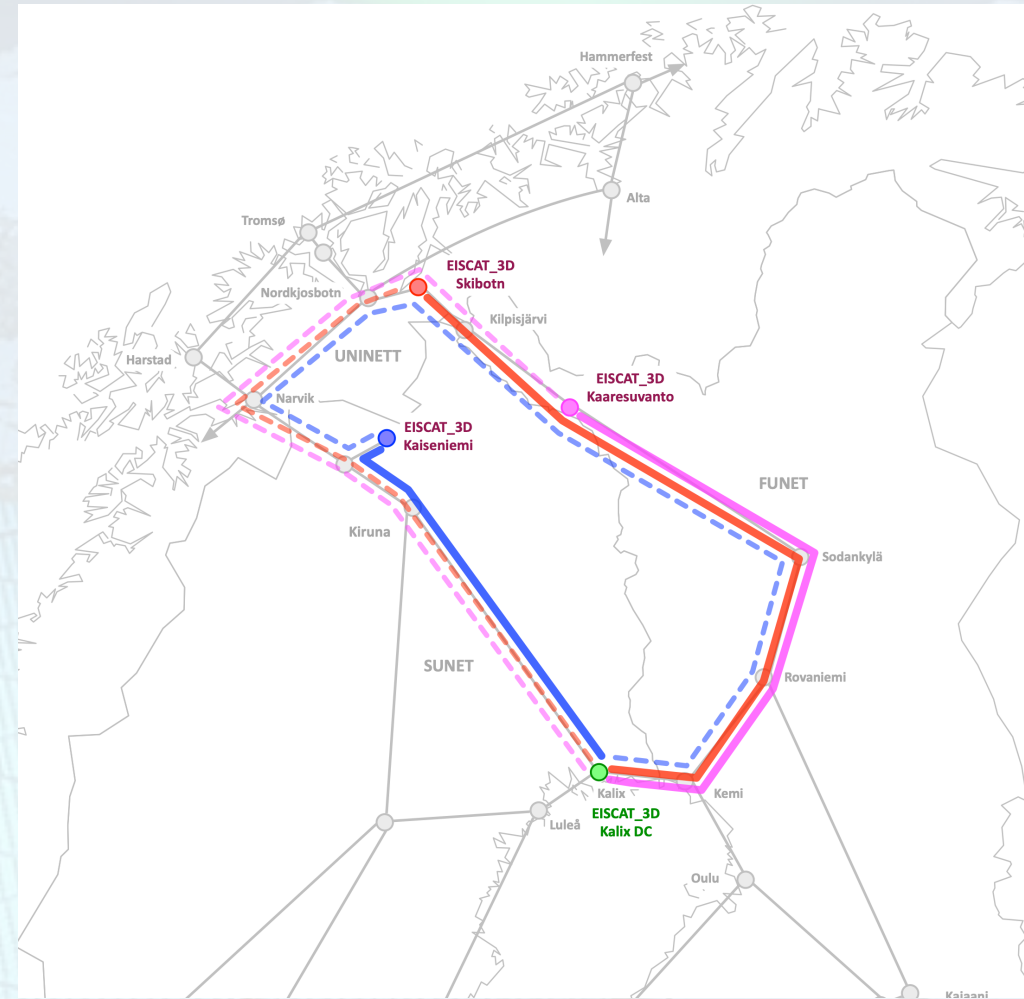 Hammerfest
Alta
Tromsø
EISCAT_3D
Skibotn
Nordkjosbotn
Kilpisjärvi
Harstad
UNINETT
EISCAT_3D
Kaaresuvanto
Narvik
EISCAT_3D
Kaiseniemi
FUNET
Kiruna
Sodankylä
SUNET
Rovaniemi
Kalix
Kemi
EISCAT_3D
Kalix DC
Luleå
Oulu
Kajaani